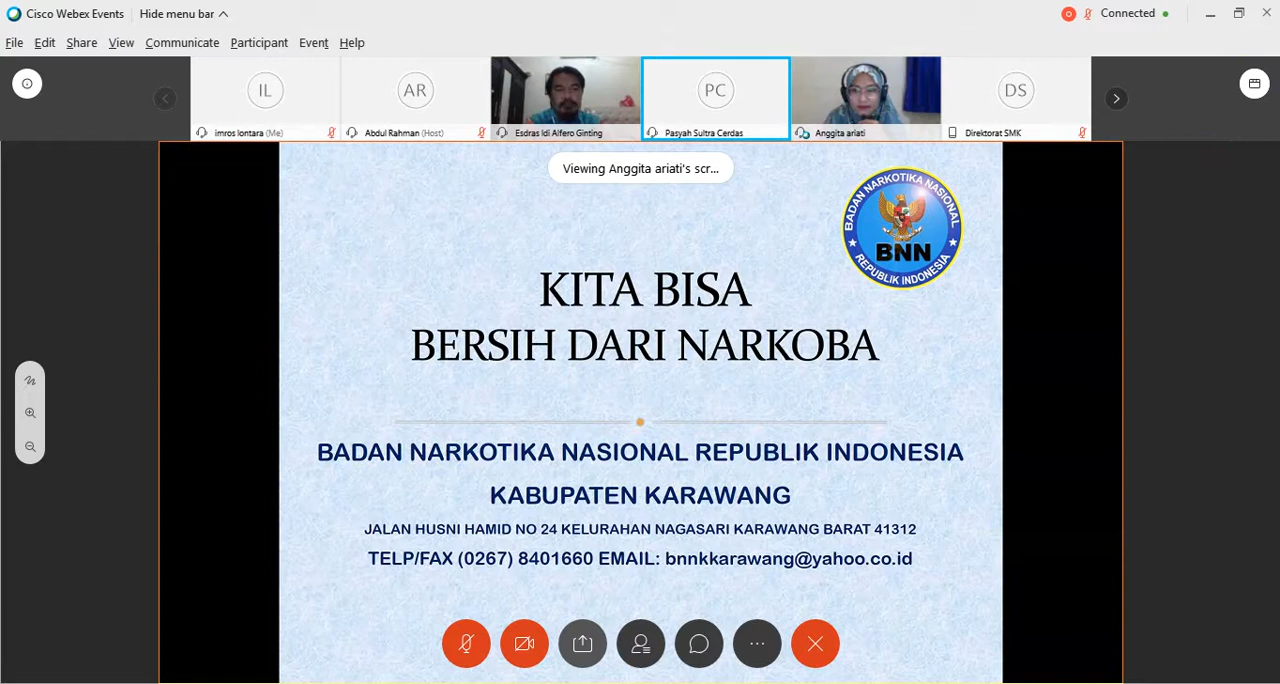 Cisco Webex Events Hide menu bar Connected
File Edit Share View Communicate Participant Event Help
IL AR PC DS
imros lontara (Me) Abdul Rahman (Host) Esdras Idi Alfero Ginting Pasyah Sultra Cerdas Anggita ariati Direktorat SMK
Viewing Anggita ariati's scr...
BADAN NARKOTIKA NASIONAL
BNN
REPUBLIK INDONESIA
KITA BISA
BERSIH DARI NARKOBA
BADAN NARKOTIKA NASIONAL REPUBLIK INDONESIA
KABUPATEN KARAWANG
JALAN HUSNI HAMID NO 24 KELURAHAN NAGASARI KARAWANG BARAT 41312
TELP/FAX (0267) 8401660 EMAIL: bnnkkarawang@yahoo.co.id